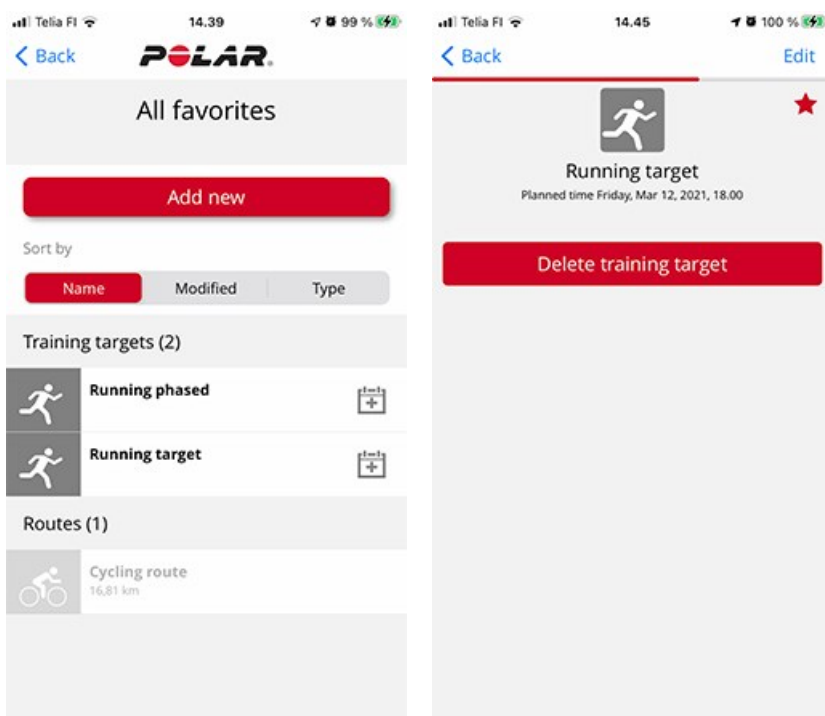 Telia FI 14.39 99 %
Back POLAR.
All favorites
Add new
Sort by
Name Modified Type
Training targets (2)
Running phased
Running target
Routes (1)
Cycling route
16,81 km
Telia FI 14.45 100 %
Back Edit
Running target
Planned time Friday, Mar 12, 2021, 18.00
Delete training target